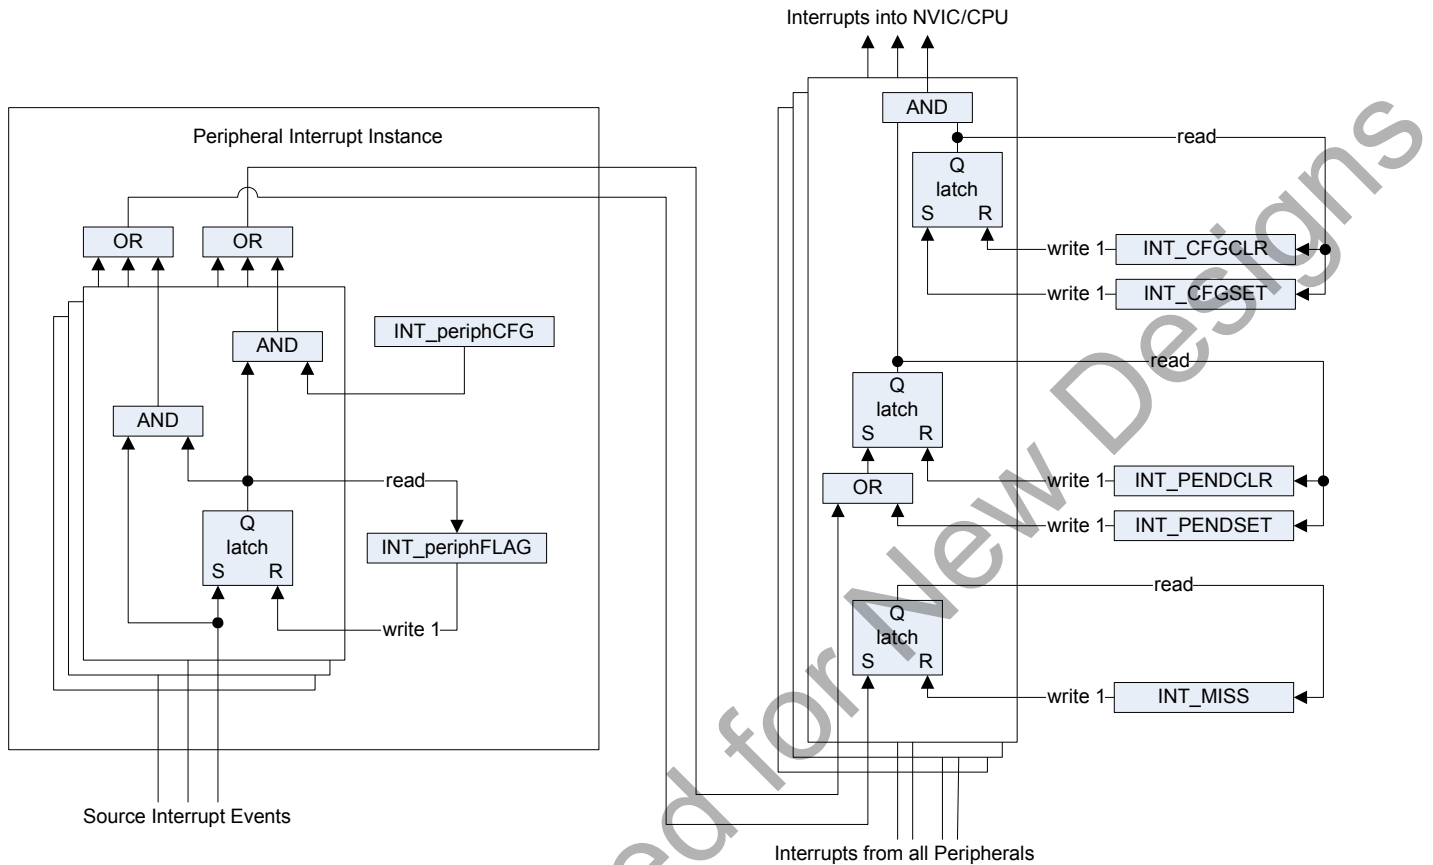 Interrupts into NVIC/CPU
Peripheral Interrupt Instance
OR
OR
AND
INT_periphCFG
AND
read
Q
latch
S R
INT_periphFLAG
write 1
Source Interrupt Events
AND
read
Q
latch
S R
write 1
INT_CFGCLR
write 1
INT_CFGSET
read
Q
latch
S R
OR
write 1
INT_PENDCLR
write 1
INT_PENDSET
read
Q
latch
S R
write 1
INT_MISS
Interrupts from all Peripherals
ed for New Designs